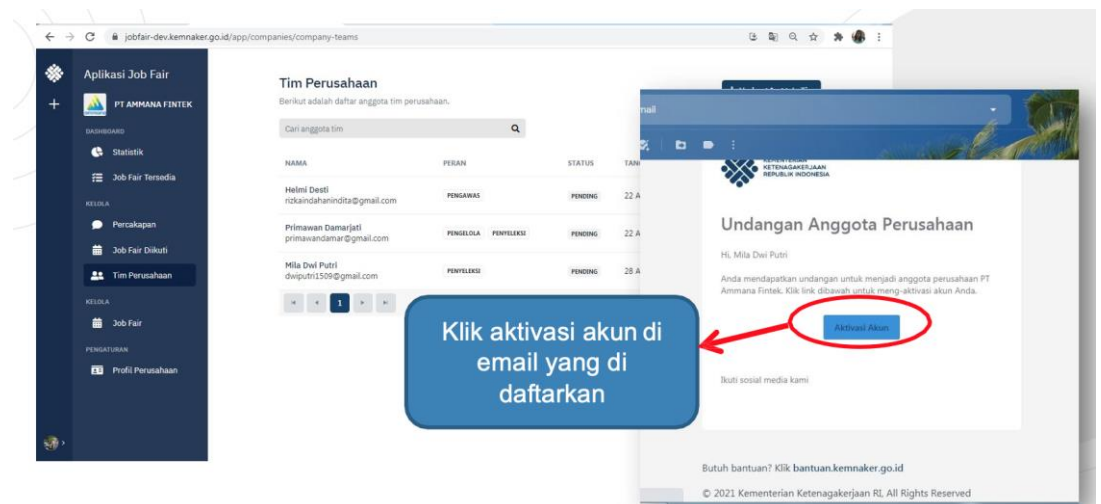 jobfair-dev.kemnaker.go.id/app/companies/company-teams
Aplikasi Job Fair
PT AMMANA FINTEK
DASHBOARD
Statistik
Job Fair Tersedia
KELOLA
Percakapan
Job Fair Diikuti
Tim Perusahaan
KELOLA
Job Fair
PENGATURAN
Profil Perusahaan
Tim Perusahaan
Berikut adalah daftar anggota tim perusahaan.
Cari anggota tim
NAMA PERAN STATUS
Helmi Desti
rizkaindahanindita@gmail.com PENGAWAS PENDING 22 A
Primawan Damarjati
primawandamar@gmail.com PENGELOLA PENYELEKSI PENDING 22 A
Mila Dwi Putri
dwiputri1509@gmail.com PENYELEKSI PENDING 28 A
1
Klik aktivasi akun di
email yang di
daftarkan
KETENAGAKERJAAN
REPUBLIK INDONESIA
Undangan Anggota Perusahaan
Hi, Mila Dwi Putri
Anda mendapatkan undangan untuk menjadi anggota perusahaan PT
Ammana Fintek. Klik link dibawah untuk meng-aktivasi akun Anda.
Aktivasi Akun
Ikuti sosial media kami
Butuh bantuan? Klik bantuan.kemnaker.go.id
© 2021 Kementerian Ketenagakerjaan RI, All Rights Reserved